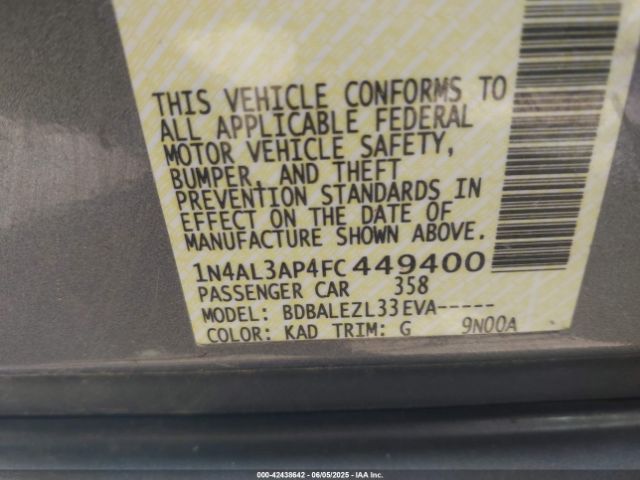 THIS VEHICLE CONFORMS TO
ALL APPLICABLE FEDERAL
MOTOR VEHICLE SAFETY,
BUMPER, AND THEFT
PREVENTION STANDARDS IN
EFFECT ON THE DATE OF
MANUFACTURE SHOWN ABOVE.
1N4AL3AP4FC449400
PASSENGER CAR 358
MODEL: BDBALEZL33EVA-----
COLOR: KAD TRIM: G 9N00A
000-42438642 - 06/05/2025 - IAA Inc.